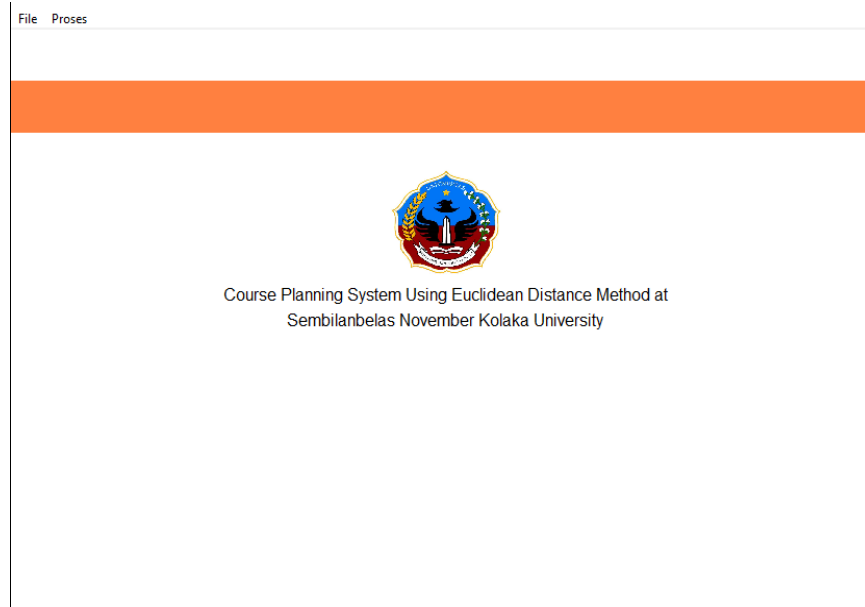 File Proses
Course Planning System Using Euclidean Distance Method at
Sembilanbelas November Kolaka University